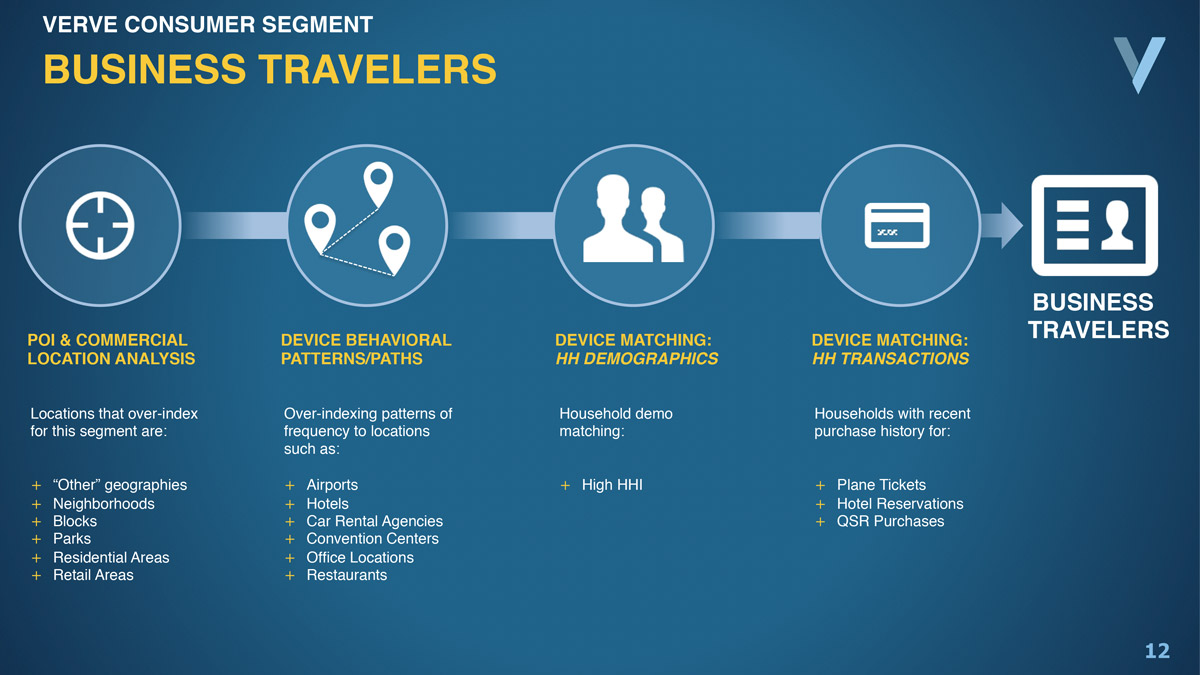 VERVE CONSUMER SEGMENT
BUSINESS TRAVELERS
BUSINESS
TRAVELERS
POI & COMMERCIAL
LOCATION ANALYSIS
Locations that over-index
for this segment are:
+ “Other” geographies
+ Neighborhoods
+ Blocks
+ Parks
+ Residential Areas
+ Retail Areas
DEVICE BEHAVIORAL
PATTERNS/PATHS
Over-indexing patterns of
frequency to locations
such as:
+ Airports
+ Hotels
+ Car Rental Agencies
+ Convention Centers
+ Office Locations
+ Restaurants
DEVICE MATCHING:
HH DEMOGRAPHICS
Household demo
matching:
+ High HHI
DEVICE MATCHING:
HH TRANSACTIONS
Households with recent
purchase history for:
+ Plane Tickets
+ Hotel Reservations
+ QSR Purchases
12